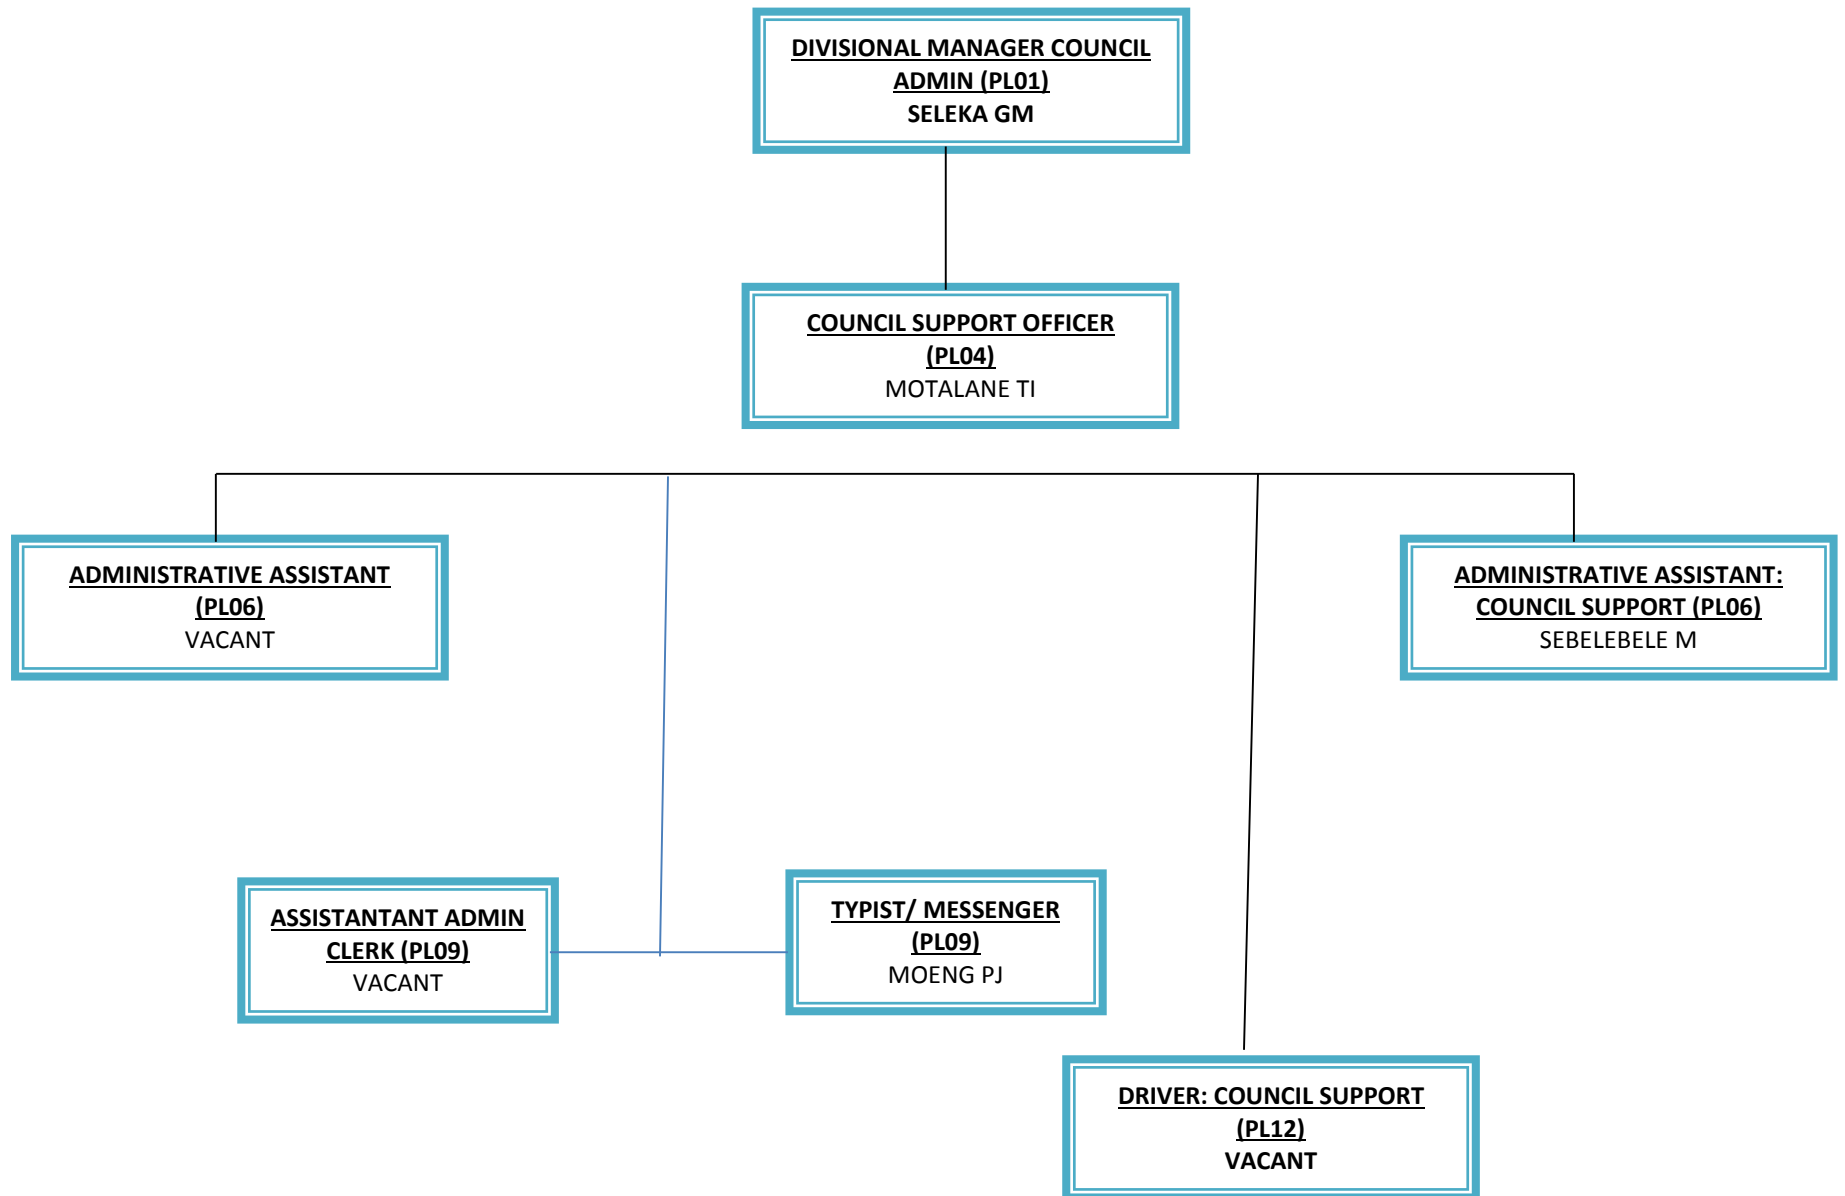 DIVISIONAL MANAGER COUNCIL
ADMIN (PL01)
SELEKA GM
COUNCIL SUPPORT OFFICER
(PL04)
MOTALANE TI
ADMINISTRATIVE ASSISTANT
(PL06)
VACANT
ADMINISTRATIVE ASSISTANT:
COUNCIL SUPPORT (PL06)
SEBELEBELE M
ASSISTANTANT ADMIN
CLERK (PL09)
VACANT
TYPIST/ MESSENGER
(PL09)
MOENG PJ
DRIVER: COUNCIL SUPPORT
(PL12)
VACANT